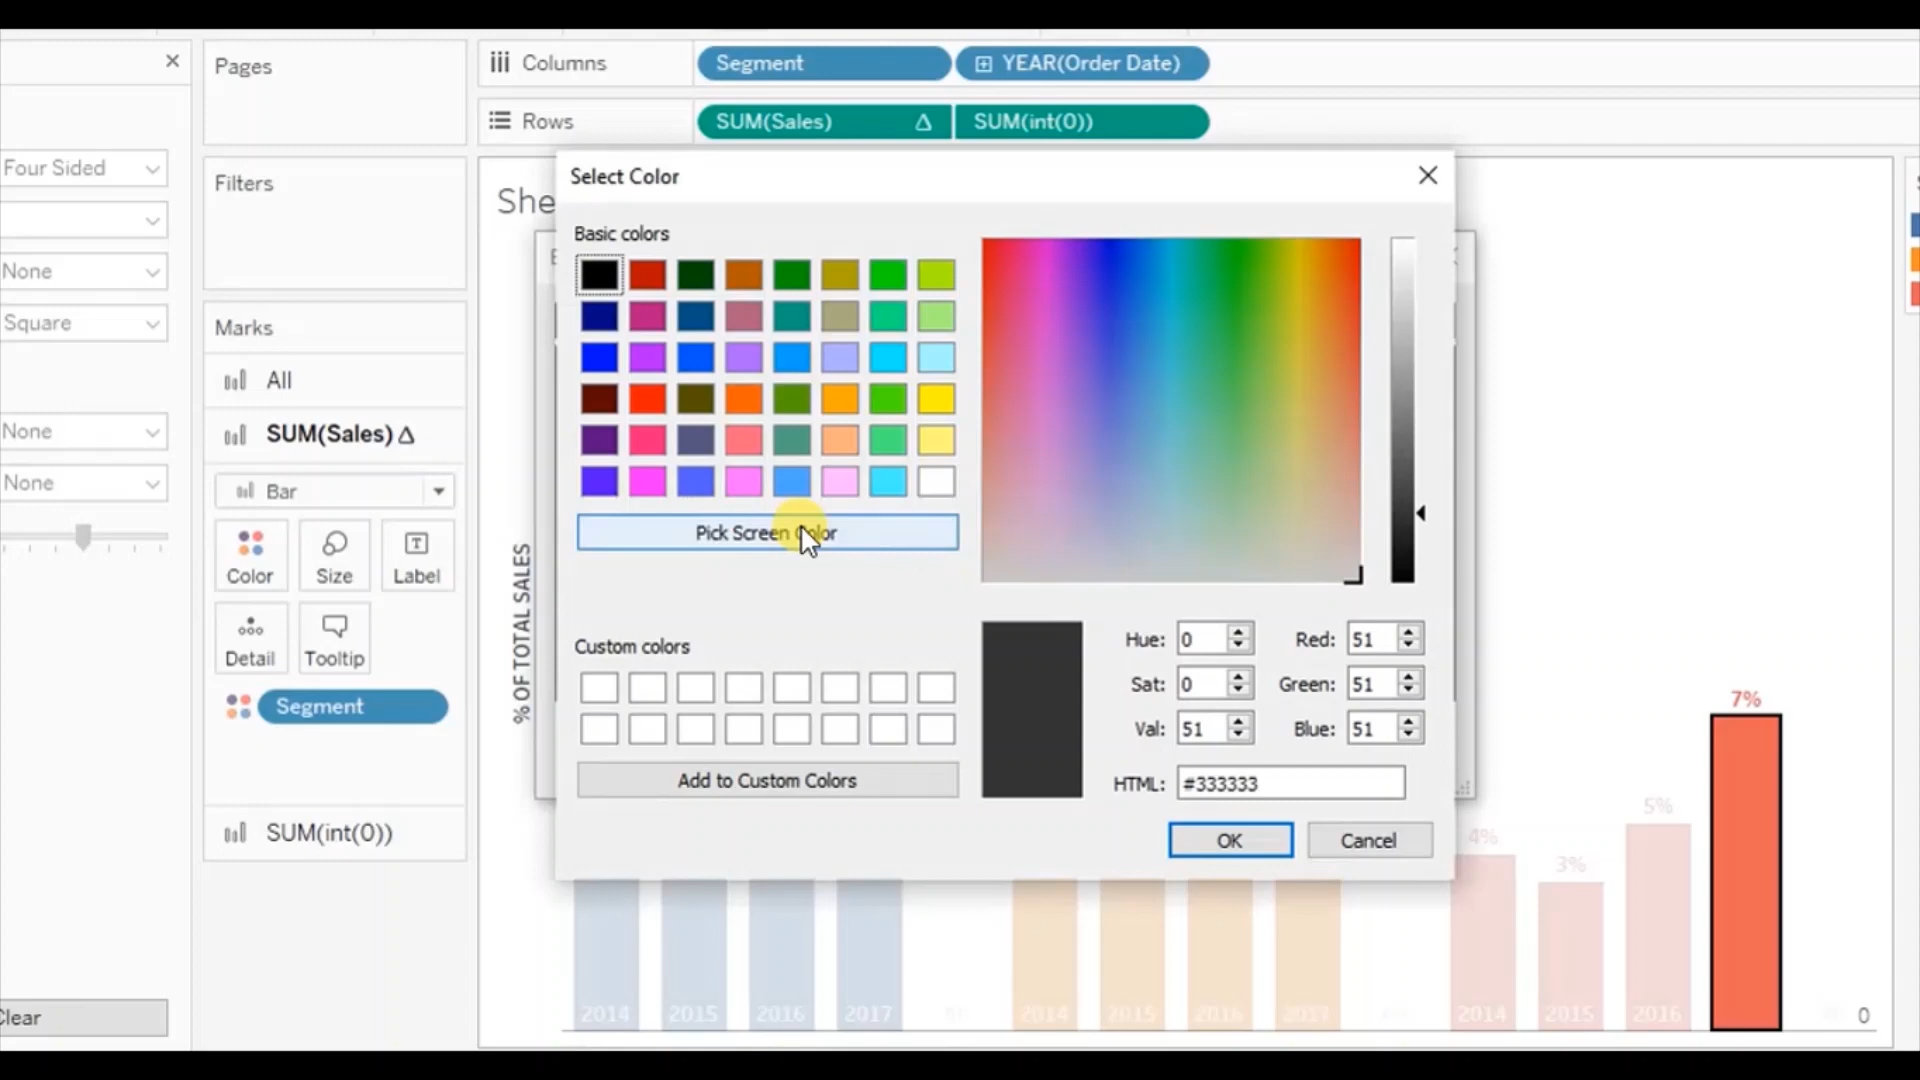 Pages
Columns
Segment
YEAR(Order Date)
Rows
SUM(Sales) Δ
SUM(int(0))
Four Sided
None
Square
None
None
Clear
Filters
Marks
All
SUM(Sales) Δ
Bar
Color
Size
Label
Detail
Tooltip
Segment
SUM(int(0))
She
Select Color
Basic colors
Pick Screen Color
Custom colors
Add to Custom Colors
Hue: 0
Red: 51
Sat: 0
Green: 51
Val: 51
Blue: 51
HTML: #333333
OK
Cancel
% OF TOTAL SALES
4%
3%
5%
7%
2014
2015
2016
2017
2014
2015
2016
2017
2014
2015
2016
0